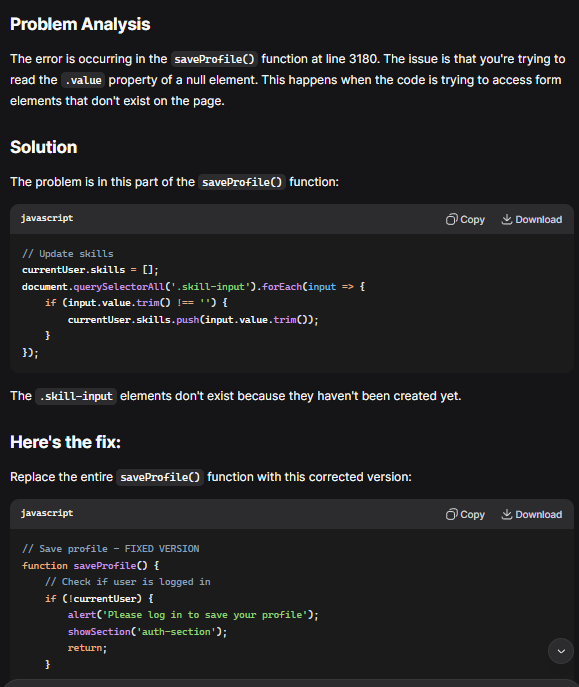 Problem Analysis
The error is occurring in the saveProfile() function at line 3180. The issue is that you're trying to
read the .value property of a null element. This happens when the code is trying to access form
elements that don't exist on the page.
Solution
The problem is in this part of the saveProfile() function:
javascript
Copy
Download
// Update skills
currentUser.skills = [];
document.querySelectorAll('.skill-input').forEach(input => {
    if (input.value.trim() !== '') {
        currentUser.skills.push(input.value.trim());
    }
});
The .skill-input elements don't exist because they haven't been created yet.
Here's the fix:
Replace the entire saveProfile() function with this corrected version:
javascript
Copy
Download
// Save profile - FIXED VERSION
function saveProfile() {
    // Check if user is logged in
    if (!currentUser) {
        alert('Please log in to save your profile');
        showSection('auth-section');
        return;
    }